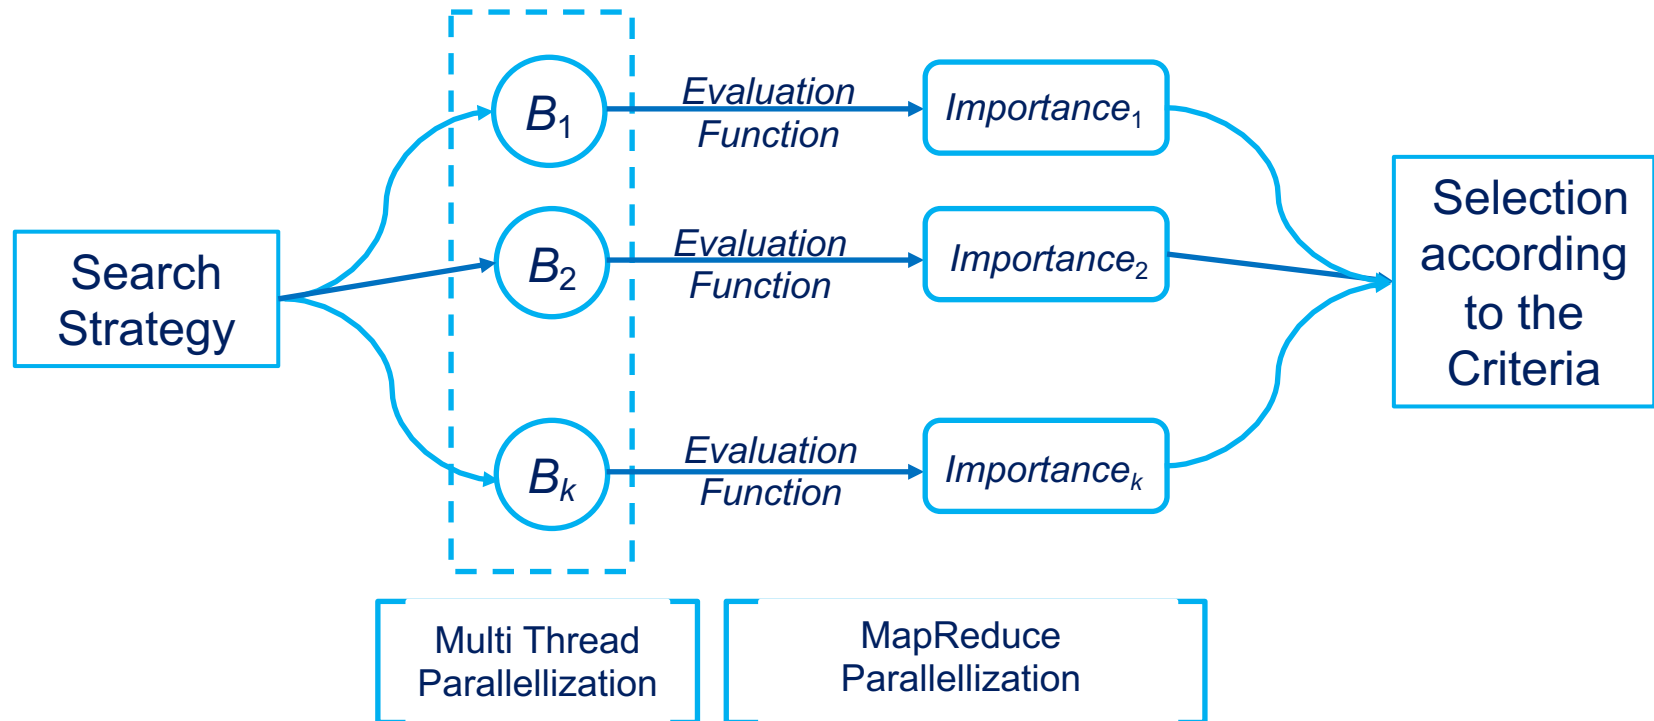 Search
Strategy
B1
Evaluation
Function
Importance1
B2
Evaluation
Function
Importance2
Bk
Evaluation
Function
Importancek
Selection
according
to the
Criteria
Multi Thread
Parallellization
MapReduce
Parallellization